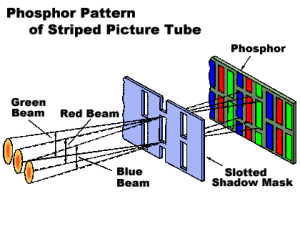 Phosphor Pattern
of Striped Picture Tube
Phosphor
Green
Beam
Red Beam
Blue
Beam
Slotted
Shadow Mask